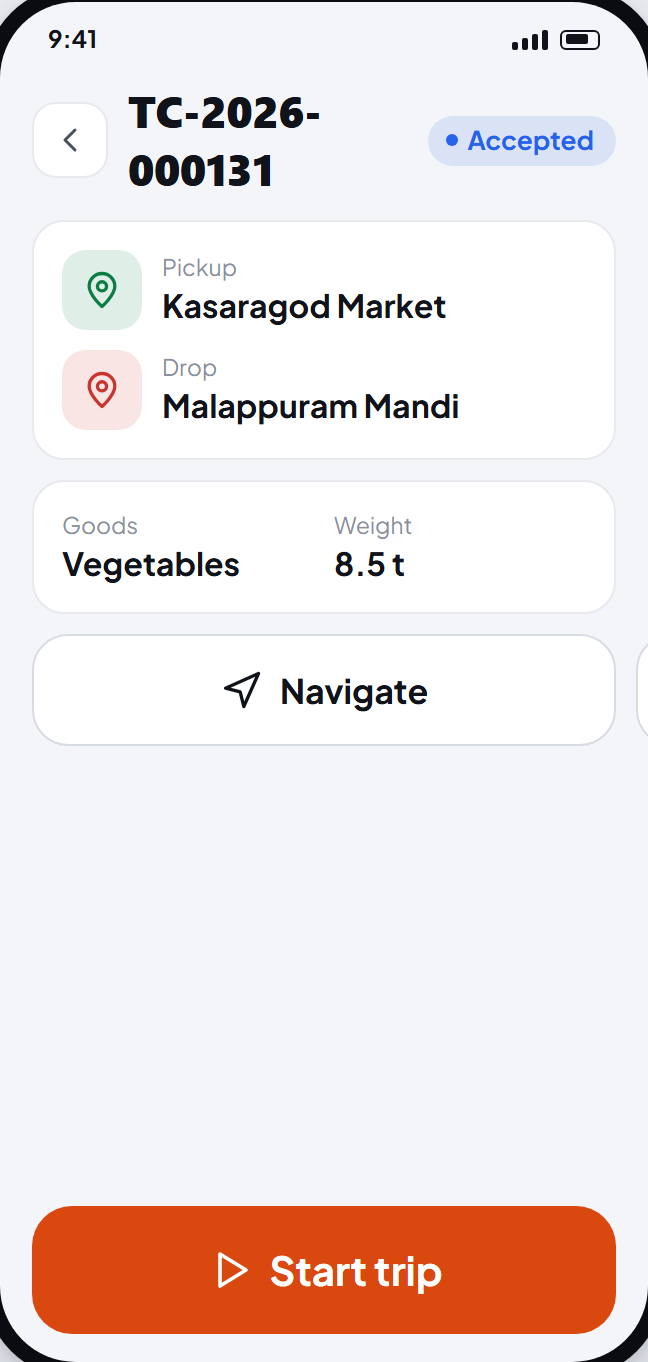 9:41
TC-2026-
000131
Accepted
Pickup
Kasaragod Market
Drop
Malappuram Mandi
Goods
Weight
Vegetables
8.5 t
Navigate
Start trip